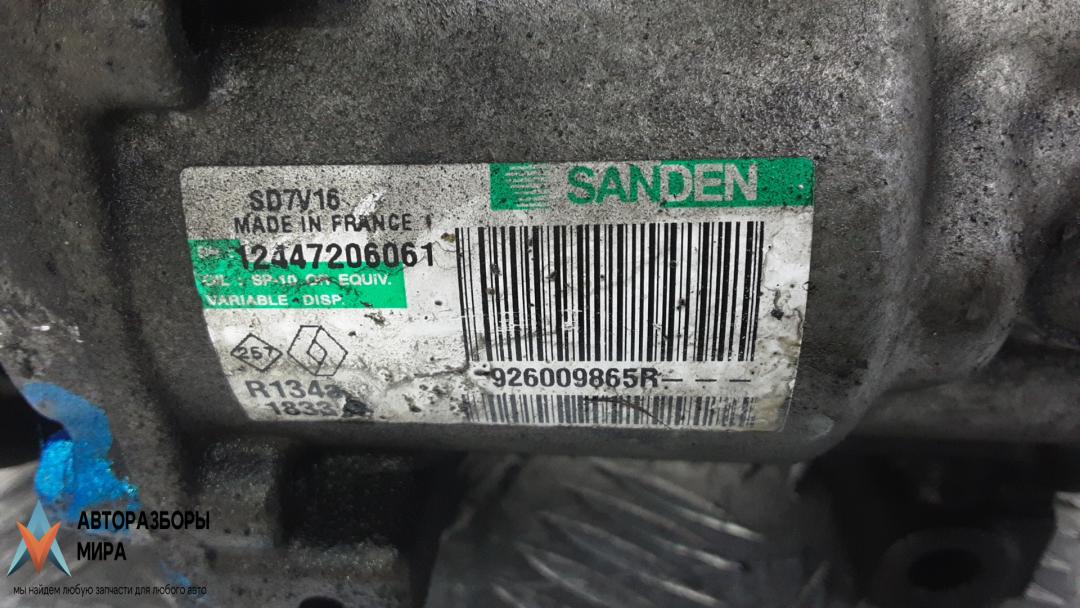 SANDEN
SD7V16
MADE IN FRANCE 1
12447206061
OIL : SP-10 OR EQUIV.
VARIABLE - DISP.
257
R134a
1833
926009865R- - -
АВТОРАЗБОРЫ
МИРА
мы найдем любую запчасти для любого авто